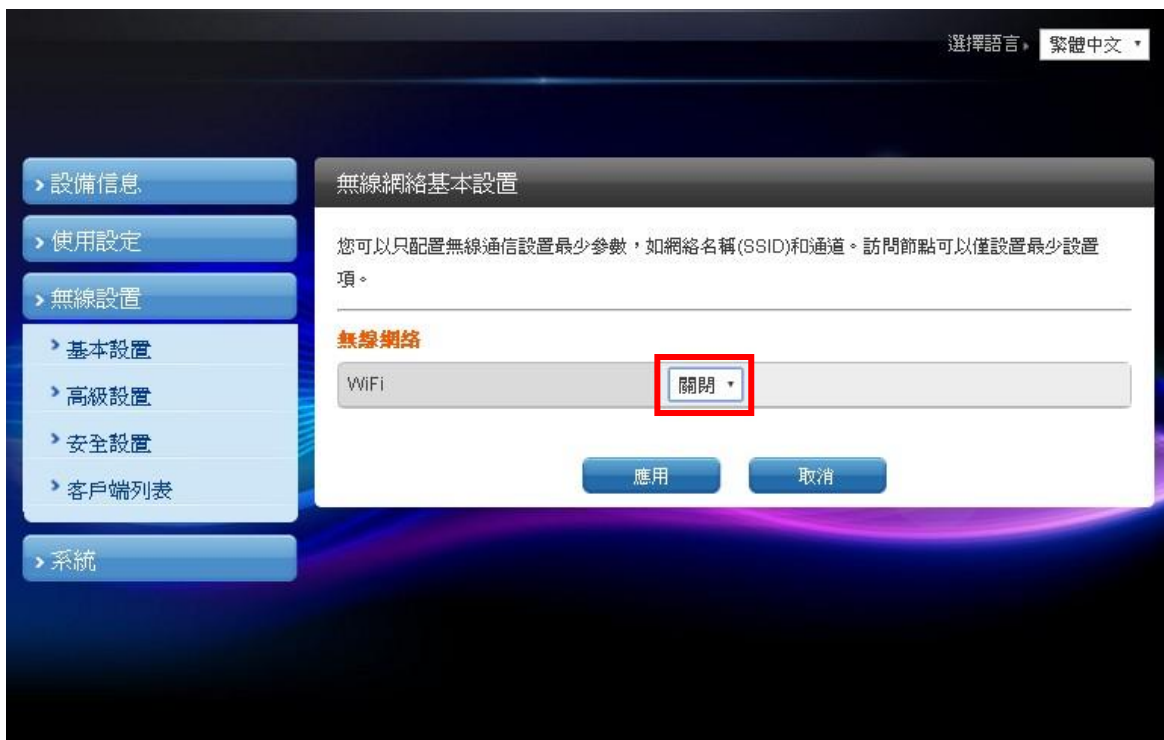 選擇語言
繁體中文
設備信息
使用設定
無線設置
基本設置
高級設置
安全設置
客戶端列表
系統
無線網絡基本設置
您可以只配置無線通信設置最少參數，如網絡名稱(SSID)和通道。訪問節點可以僅設置最少設置
項。
無線網络
WiFi
關閉
應用
取消